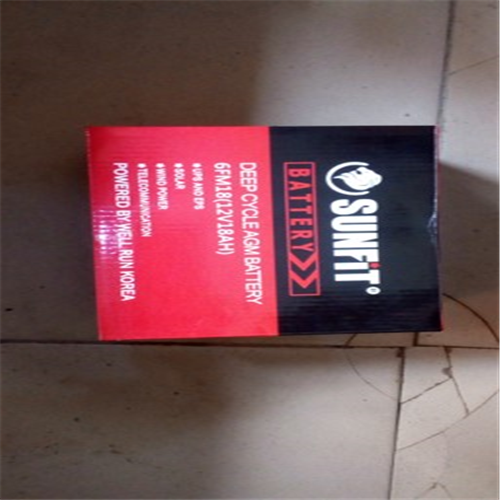 SUNFiT®
BATTERY
DEEP CYCLE AGM BATTERY
6FM18(12V18AH)
UPS AND EPS
SOLAR
WIND POWER
TELECOMMUNICATION
POWERED BY WELL RUN KOREA